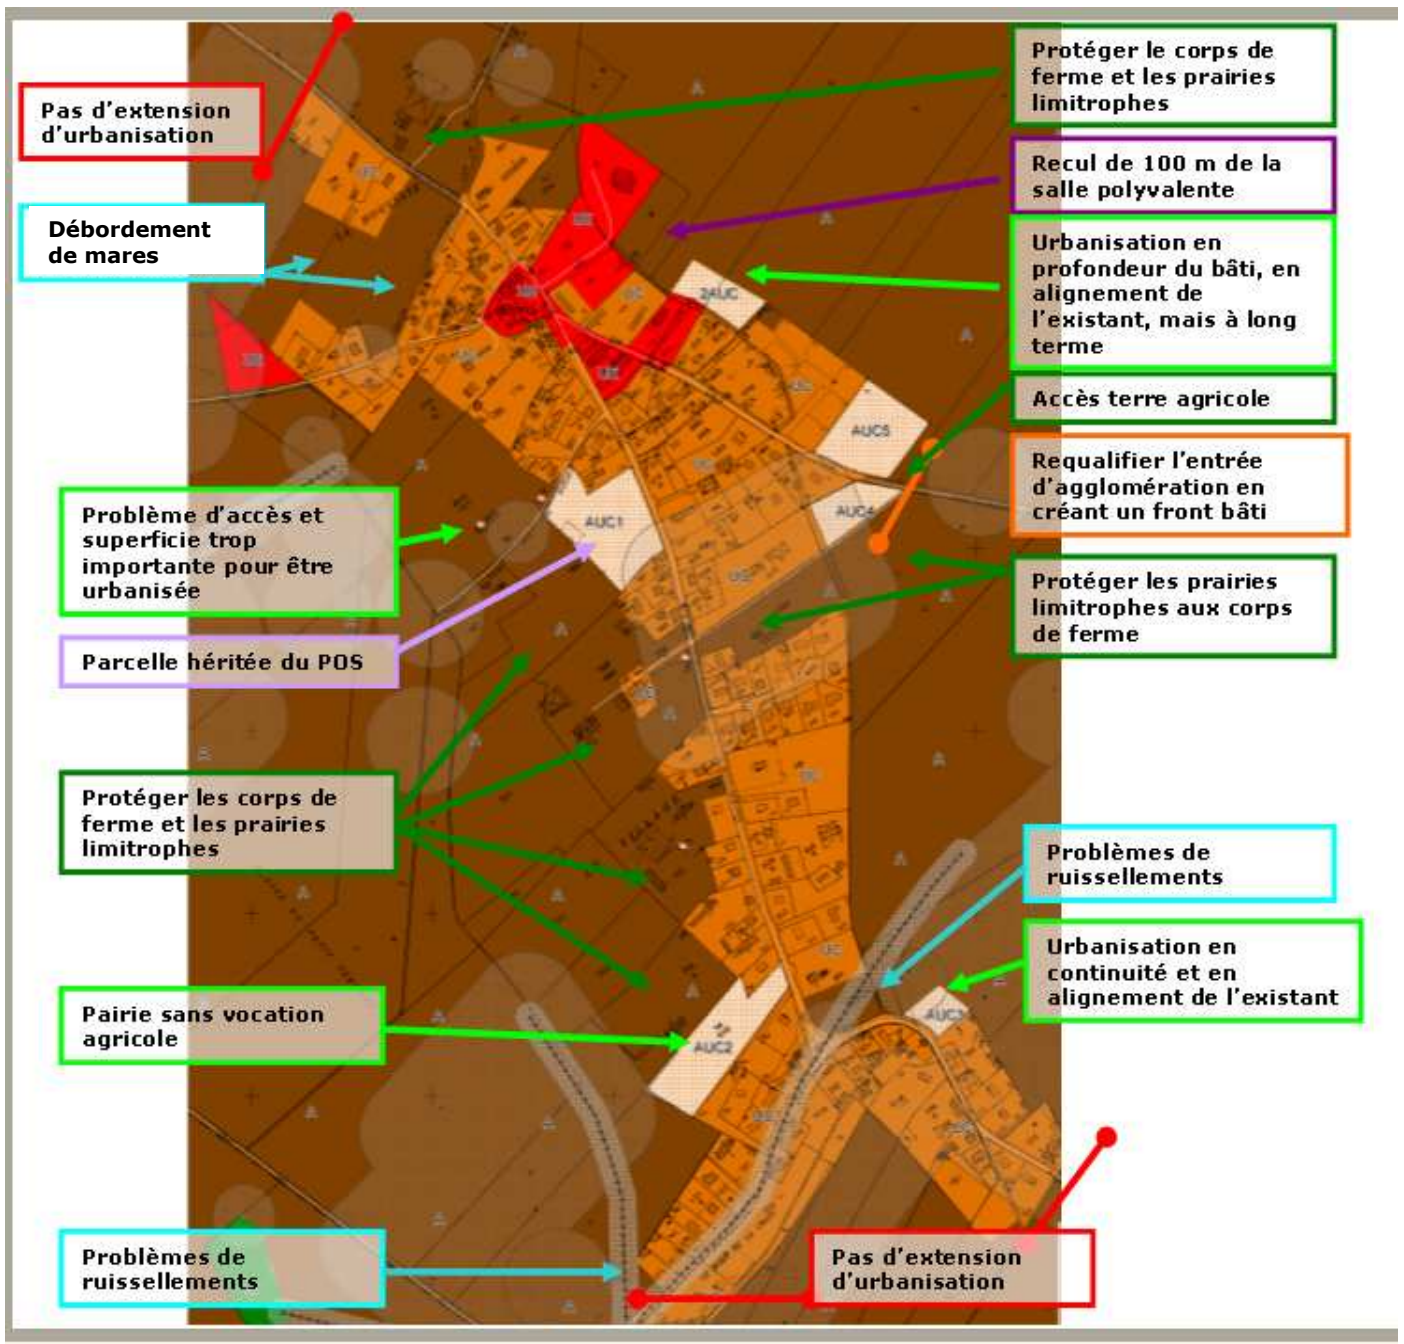 Pas d'extension
d'urbanisation
Débordement
de mares
Problème d'accès et
superficie trop
importante pour être
urbanisée
Parcelle héritée du POS
Protéger les corps de
ferme et les prairies
limitrophes
Pairie sans vocation
agricole
Problèmes de
ruissellements
Protéger le corps de
ferme et les prairies
limitrophes
Recul de 100 m de la
salle polyvalente
Urbanisation en
profondeur du bâti, en
alignement de
l'existant, mais à long
terme
Accès terre agricole
Requalifier l'entrée
d'agglomération en
créant un front bâti
Protéger les prairies
limitrophes aux corps
de ferme
Problèmes de
ruissellements
Urbanisation en
continuité et en
alignement de l'existant
Pas d'extension
d'urbanisation
2AUC
AUC5
AUC4
AUC1
AUC3
AUC2